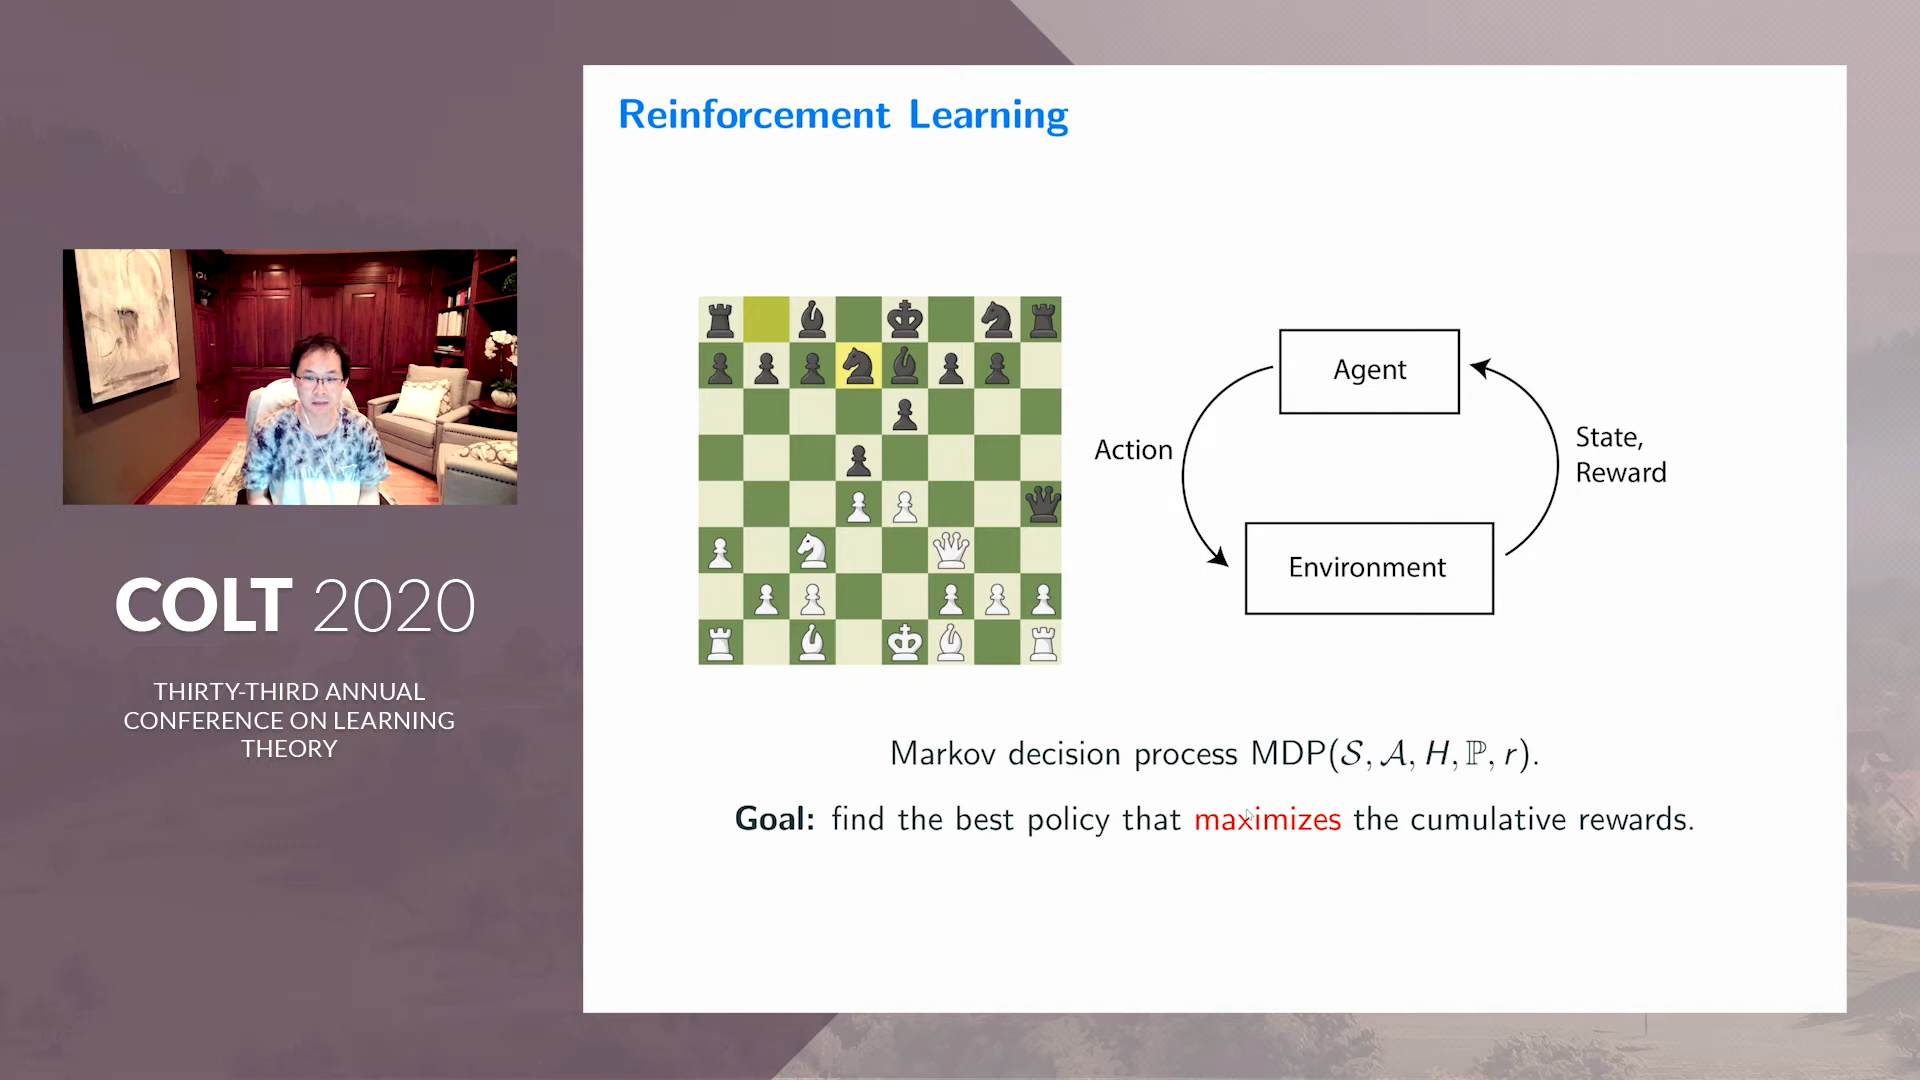 COLT 2020
THIRTY-THIRD ANNUAL
CONFERENCE ON LEARNING
THEORY
Reinforcement Learning
Agent
Action
State,
Reward
Environment
Markov decision process MDP(𝒮, 𝒜, H, ℙ, r).
Goal: find the best policy that maximizes the cumulative rewards.